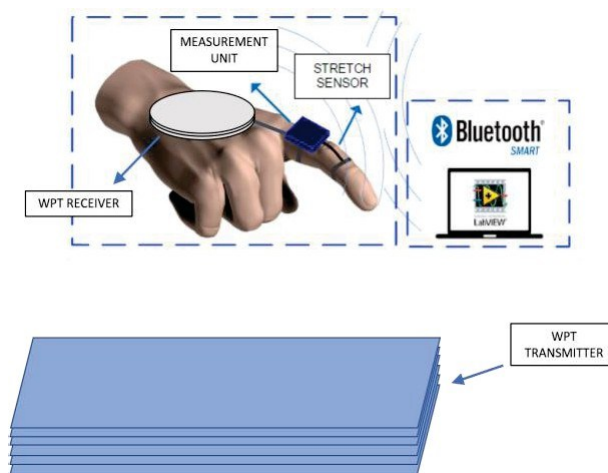 MEASUREMENT
UNIT
STRETCH
SENSOR
WPT RECEIVER
Bluetooth®
SMART
LabVIEW
WPT
TRANSMITTER